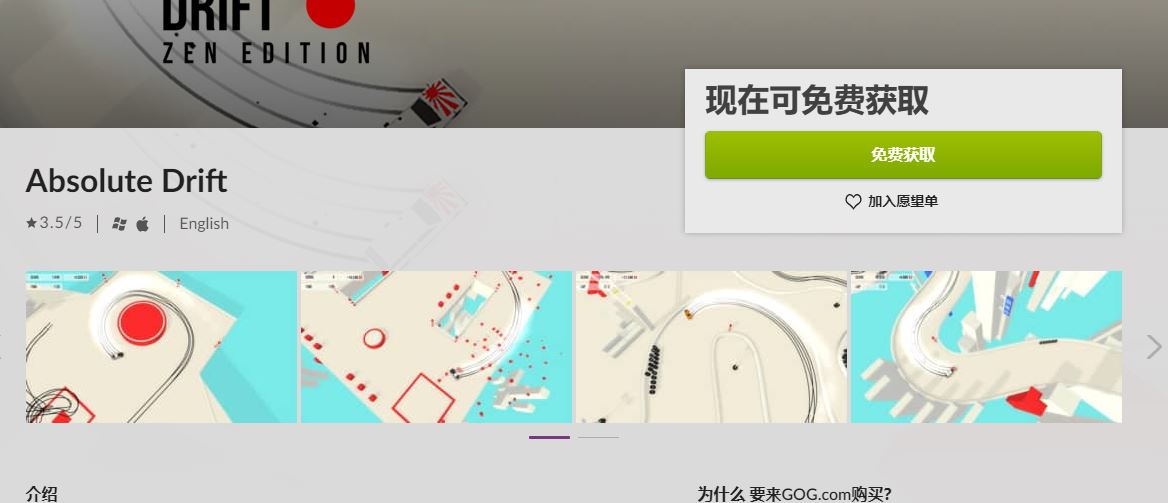 DRIFT
ZEN EDITION
现在可免费获取
免费获取
加入愿望单
Absolute Drift
★3.5/5
English
介绍
为什么 要来GOG.com购买?